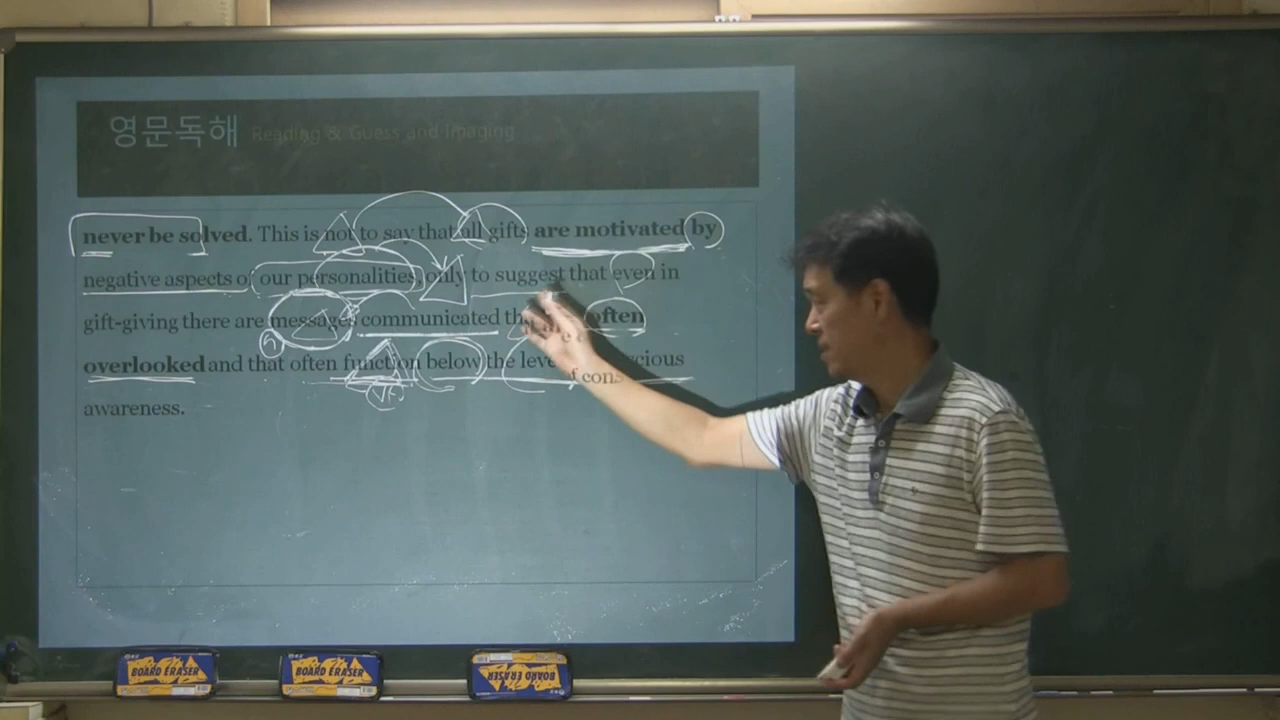 영문독해 Reading & Guess and Imaging
never be solved. This is not to say that all gifts are motivated by
negative aspects of our personalities, only to suggest that even in
gift-giving there are messages communicated often
overlooked and that often function below the level of conscious
awareness.
BOARD ERASER
BOARD ERASER
BOARD ERASER